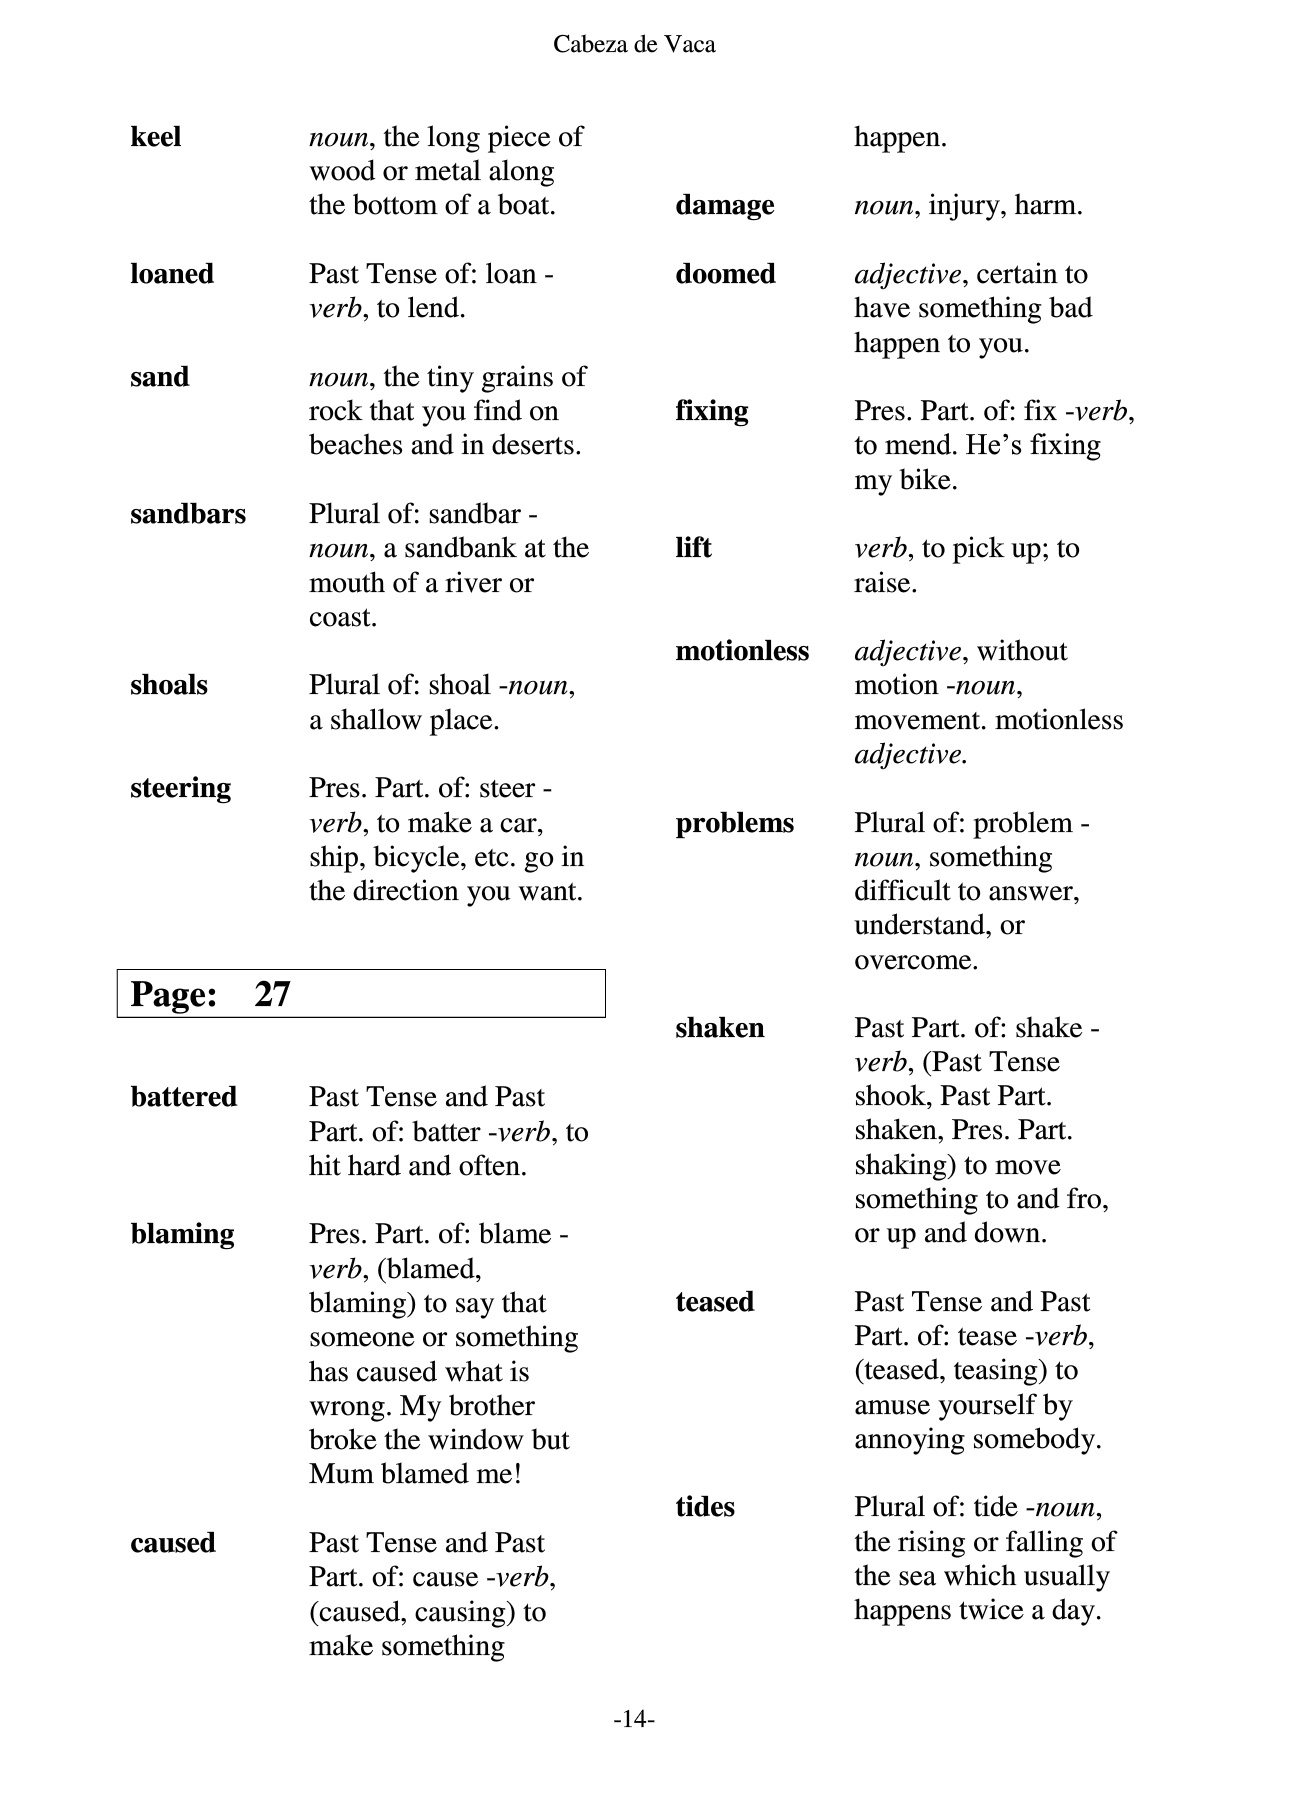 Cabeza de Vaca
keel noun, the long piece of
wood or metal along
the bottom of a boat.
loaned Past Tense of: loan -
verb, to lend.
sand noun, the tiny grains of
rock that you find on
beaches and in deserts.
sandbars Plural of: sandbar -
noun, a sandbank at the
mouth of a river or
coast.
shoals Plural of: shoal -noun,
a shallow place.
steering Pres. Part. of: steer -
verb, to make a car,
ship, bicycle, etc. go in
the direction you want.
Page: 27
battered Past Tense and Past
Part. of: batter -verb, to
hit hard and often.
blaming Pres. Part. of: blame -
verb, (blamed,
blaming) to say that
someone or something
has caused what is
wrong. My brother
broke the window but
Mum blamed me!
caused Past Tense and Past
Part. of: cause -verb,
(caused, causing) to
make something
happen.
damage noun, injury, harm.
doomed adjective, certain to
have something bad
happen to you.
fixing Pres. Part. of: fix -verb,
to mend. He’s fixing
my bike.
lift verb, to pick up; to
raise.
motionless adjective, without
motion -noun,
movement. motionless
adjective.
problems Plural of: problem -
noun, something
difficult to answer,
understand, or
overcome.
shaken Past Part. of: shake -
verb, (Past Tense
shook, Past Part.
shaken, Pres. Part.
shaking) to move
something to and fro,
or up and down.
teased Past Tense and Past
Part. of: tease -verb,
(teased, teasing) to
amuse yourself by
annoying somebody.
tides Plural of: tide -noun,
the rising or falling of
the sea which usually
happens twice a day.
-14-